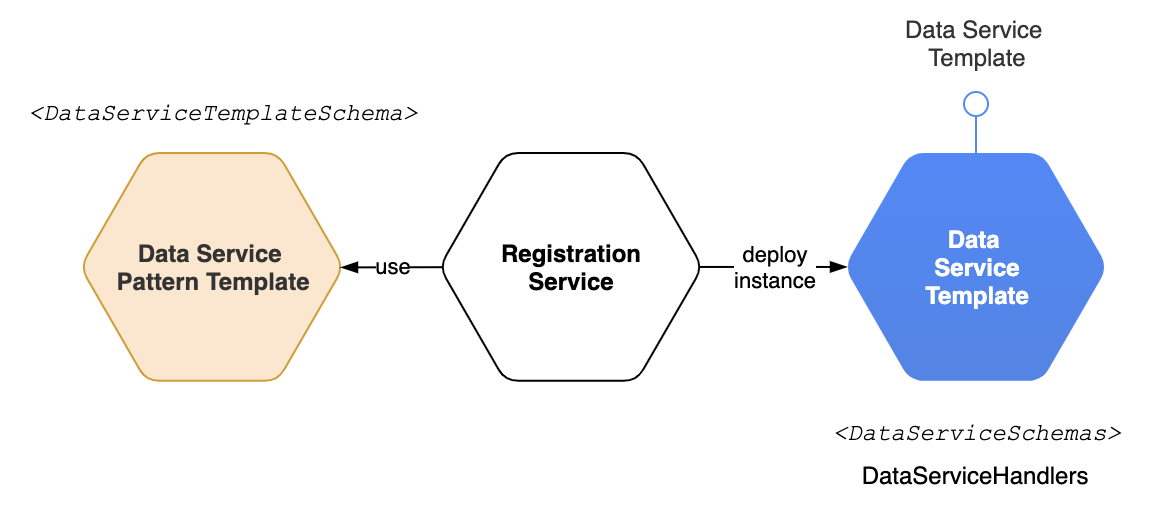 Data Service
Template
<DataServiceTemplateSchema>
Data Service
Pattern Template
use
Registration
Service
deploy
instance
Data
Service
Template
<DataServiceSchemas>
DataServiceHandlers